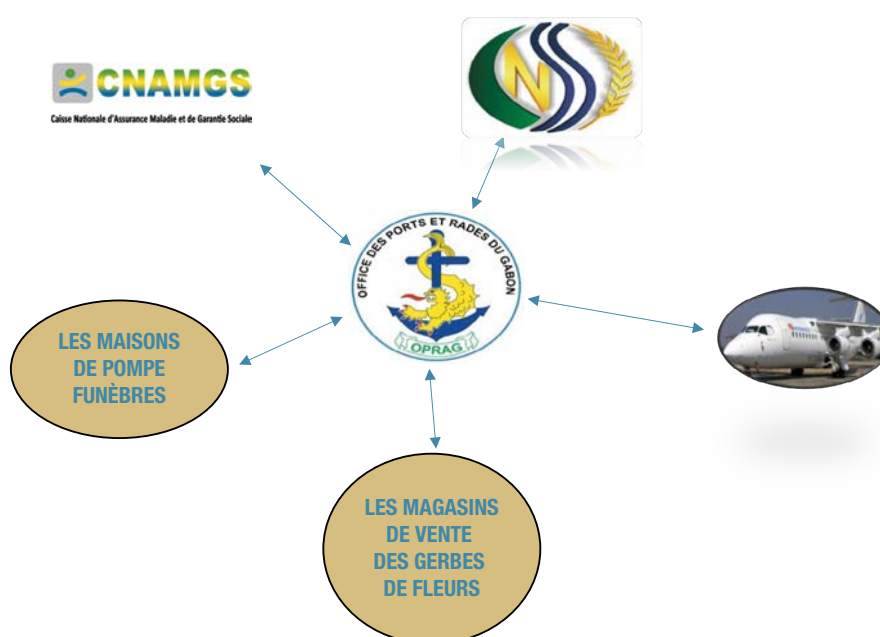 CNAMGS
Caisse Nationale d'Assurance Maladie et de Garantie Sociale
CNSS
OFFICE DES PORTS ET RADES DU GABON
OPRAG
LES MAISONS
DE POMPE
FUNÈBRES
LES MAGASINS
DE VENTE
DES GERBES
DE FLEURS